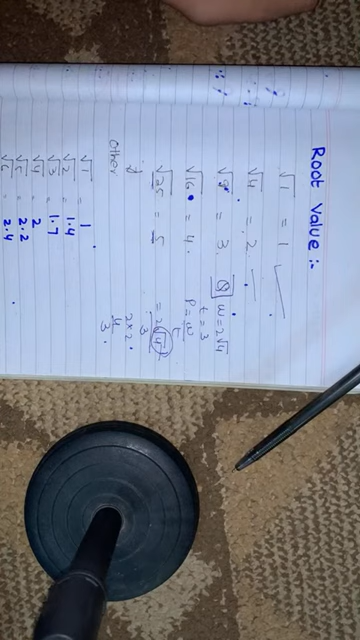 Root Value:-
√1 = 1
√4 = 2.
√9 = 3.
√16 = 4.
√25 = 5
Q w=2√4
t=3
P=w/t
=2√4/3
2×2/3
4/3.
Other
√1 = 1
√2 = 1.4
√3 = 1.7
√4 = 2
√5 = 2.2
√6 = 2.4